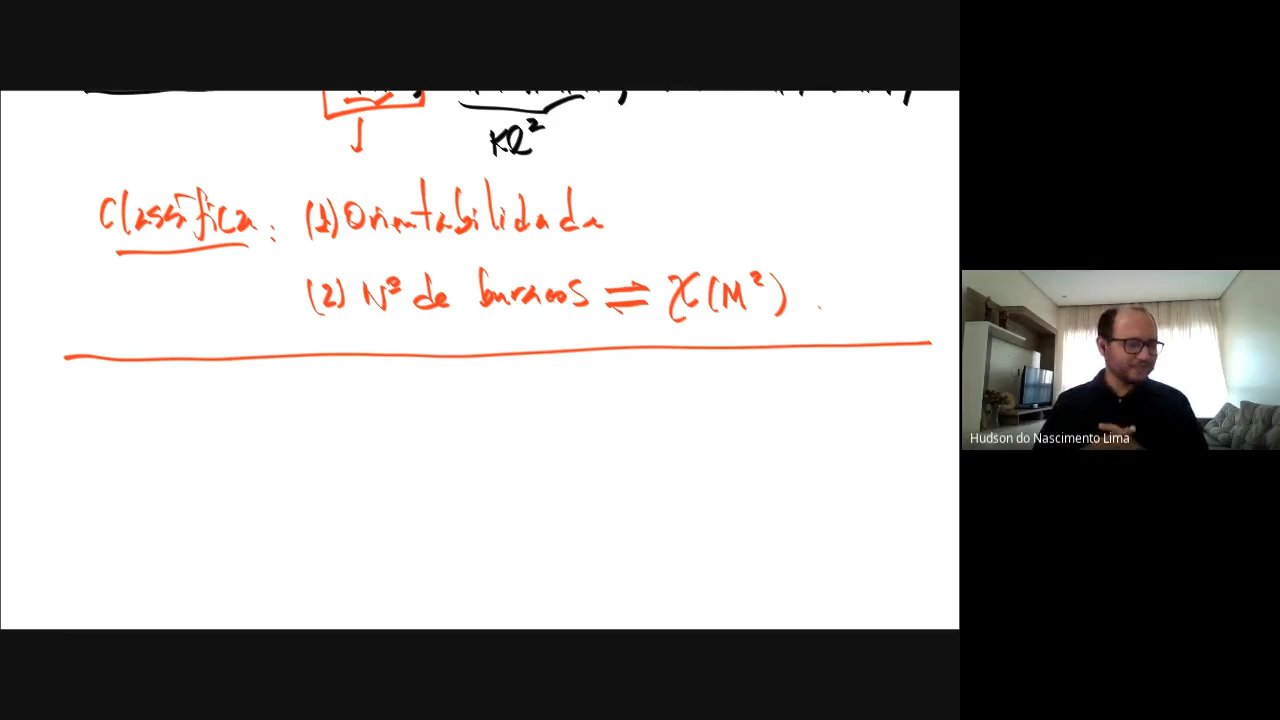 KR²
Classifica: (1) Orientabilidade
(2) Nº de buracos ⇌ χ(M²).
Hudson do Nascimento Lima